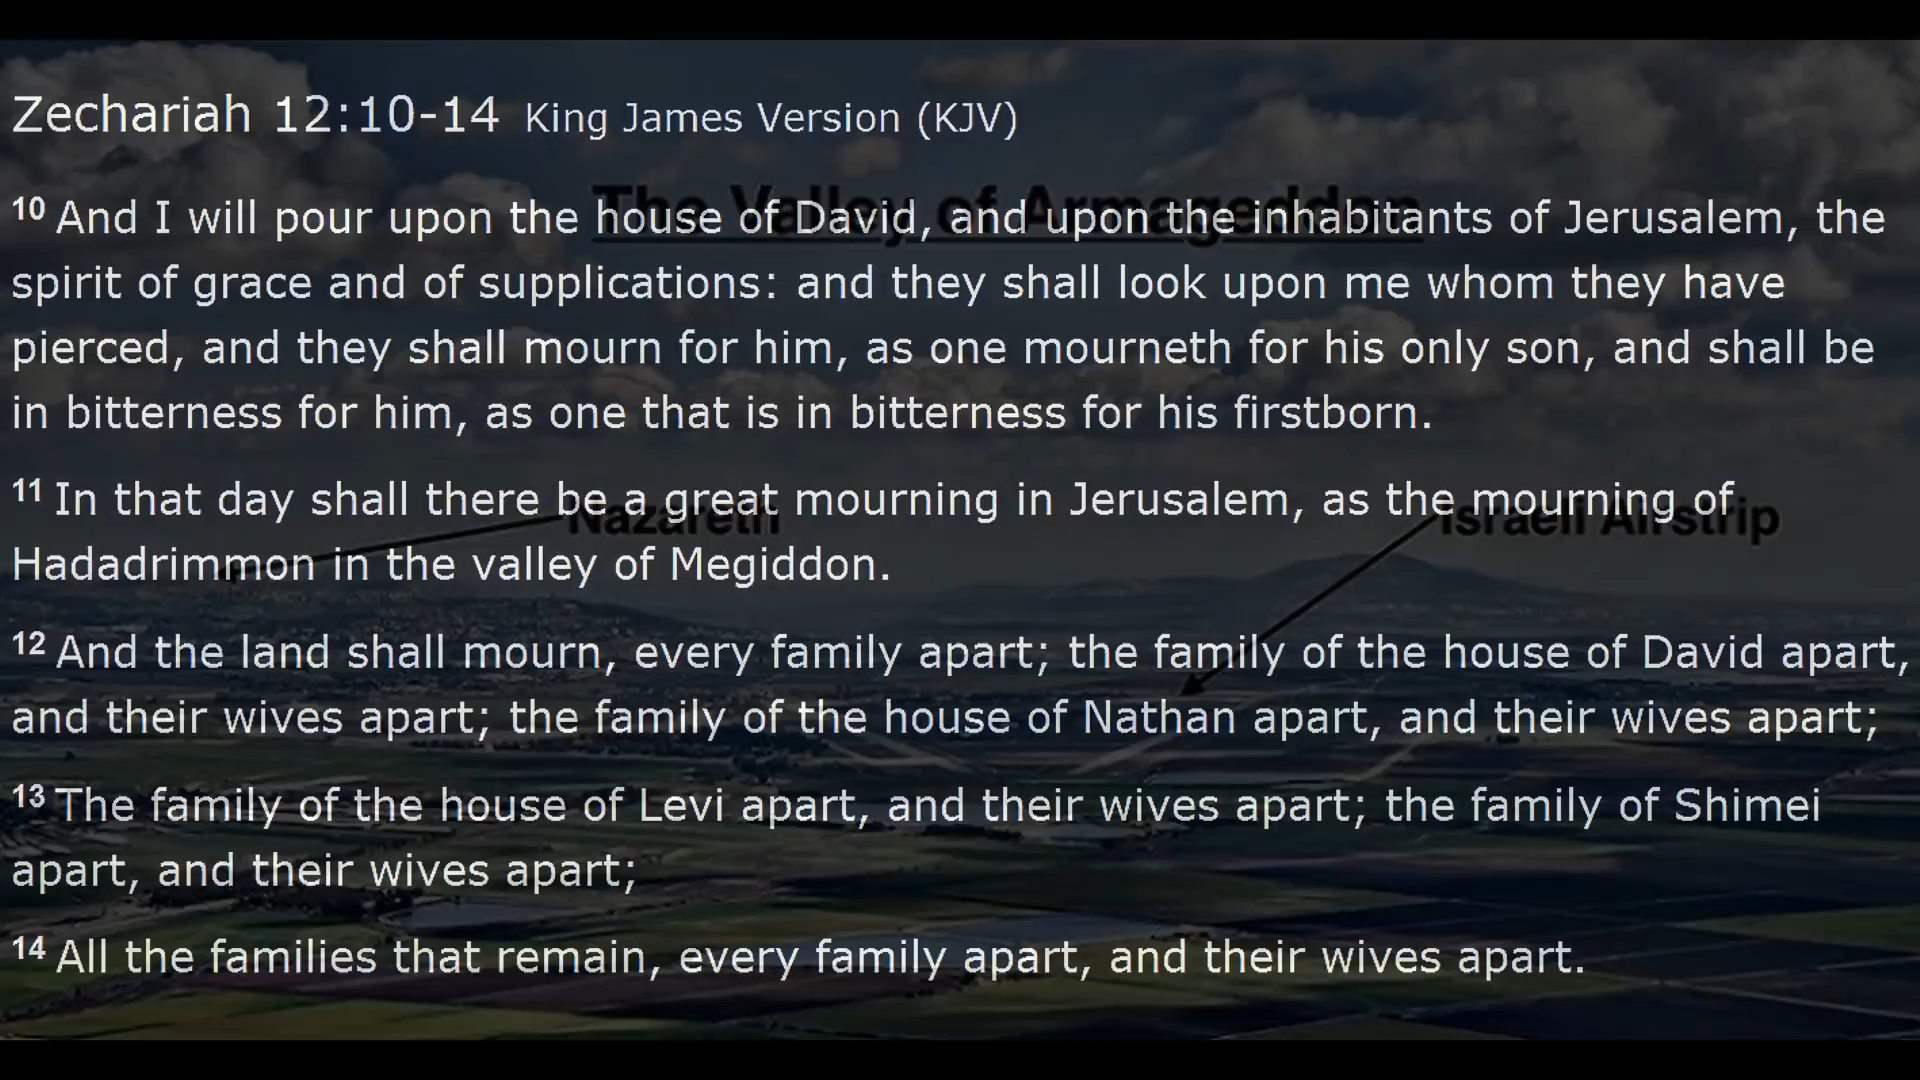 Zechariah 12:10-14 King James Version (KJV)
The Valley of Armageddon
10 And I will pour upon the house of David, and upon the inhabitants of Jerusalem, the
spirit of grace and of supplications: and they shall look upon me whom they have
pierced, and they shall mourn for him, as one mourneth for his only son, and shall be
in bitterness for him, as one that is in bitterness for his firstborn.
11 In that day shall there be a great mourning in Jerusalem, as the mourning of
Nazareth
Israeli Airstrip
Hadadrimmon in the valley of Megiddon.
12 And the land shall mourn, every family apart; the family of the house of David apart,
and their wives apart; the family of the house of Nathan apart, and their wives apart;
13 The family of the house of Levi apart, and their wives apart; the family of Shimei
apart, and their wives apart;
14 All the families that remain, every family apart, and their wives apart.